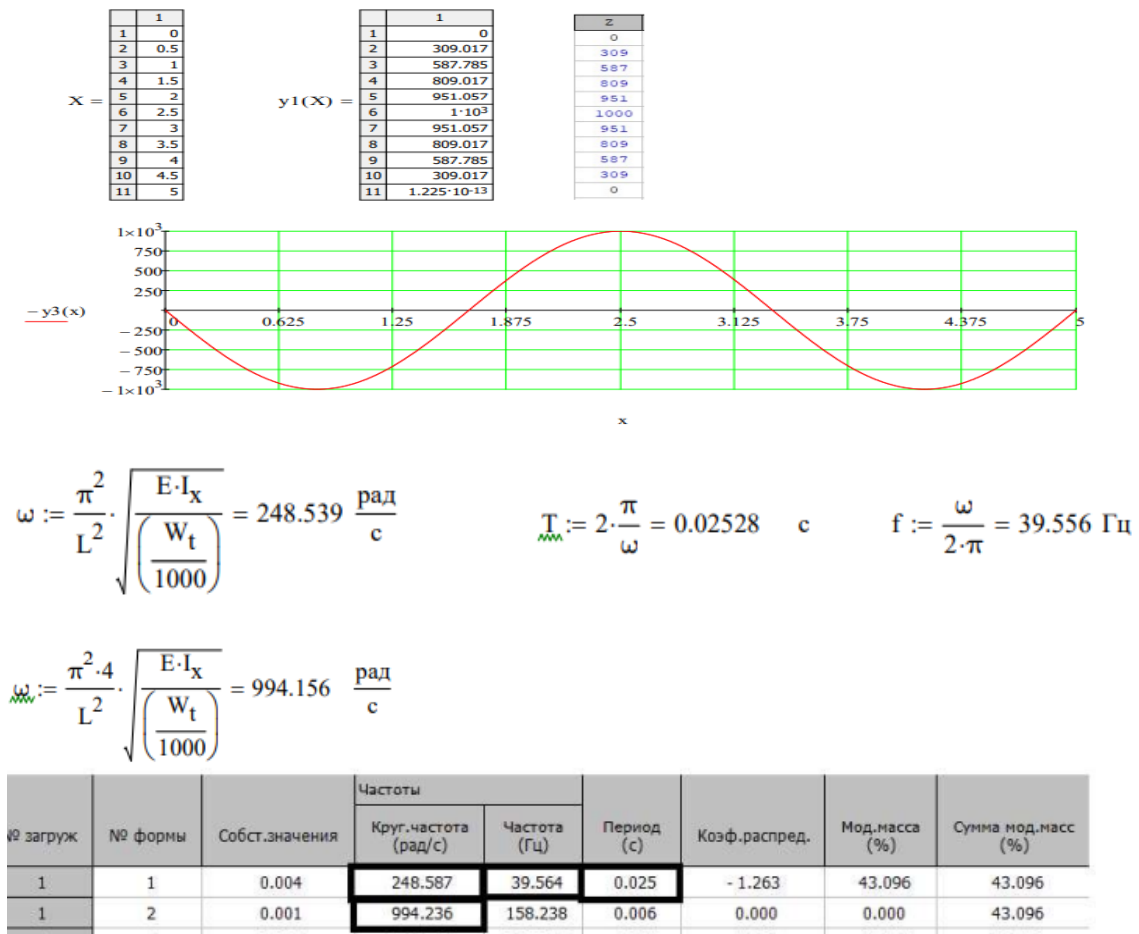 1 1 z
1 0 1 0 0
2 0.5 2 309.017 309
3 1 3 587.785 587
4 1.5 4 809.017 809
X = 5 2 y1(X) = 5 951.057 951
6 2.5 6 1·10³ 1000
7 3 7 951.057 951
8 3.5 8 809.017 809
9 4 9 587.785 587
10 4.5 10 309.017 309
11 5 11 1.225·10⁻¹³ 0
1×10³
750
500
250
− y3(x) 0 0.625 1.25 1.875 2.5 3.125 3.75 4.375 5
− 250
− 500
− 750
− 1×10³
x
ω := π²/L² · √(E·Iₓ/(Wₜ/1000)) = 248.539 рад/с T := 2·π/ω = 0.02528 с f := ω/(2·π) = 39.556 Гц
ω := π²·4/L² · √(E·Iₓ/(Wₜ/1000)) = 994.156 рад/с
Частоты
№ загруж № формы Собст.значения Круг.частота (рад/с) Частота (Гц) Период (с) Коэф.распред. Мод.масса (%) Сумма мод.масс (%)
1 1 0.004 248.587 39.564 0.025 - 1.263 43.096 43.096
1 2 0.001 994.236 158.238 0.006 0.000 0.000 43.096